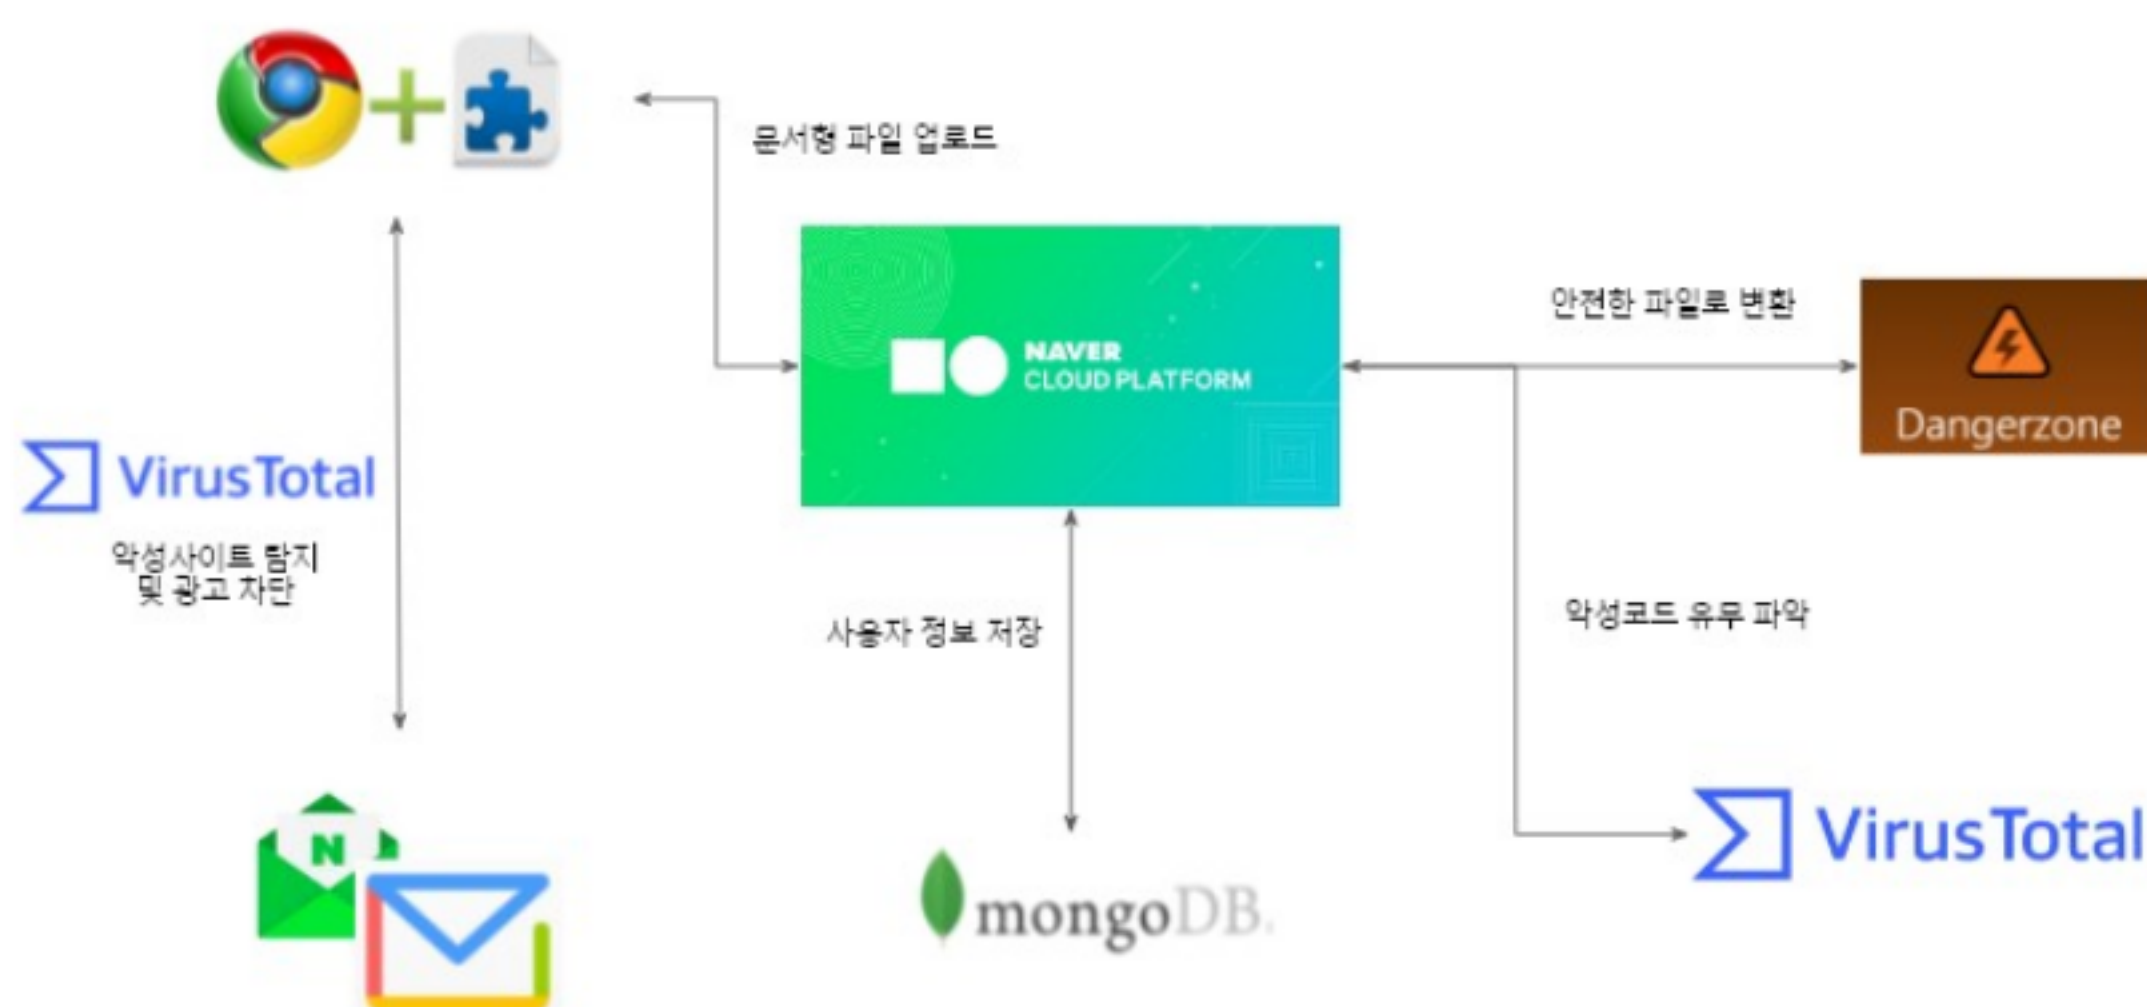 문서형 파일 업로드
NAVER
CLOUD PLATFORM
안전한 파일로 변환
Dangerzone
VirusTotal
악성사이트 탐지
및 광고 차단
사용자 정보 저장
악성코드 유무 파악
VirusTotal
N
mongoDB.